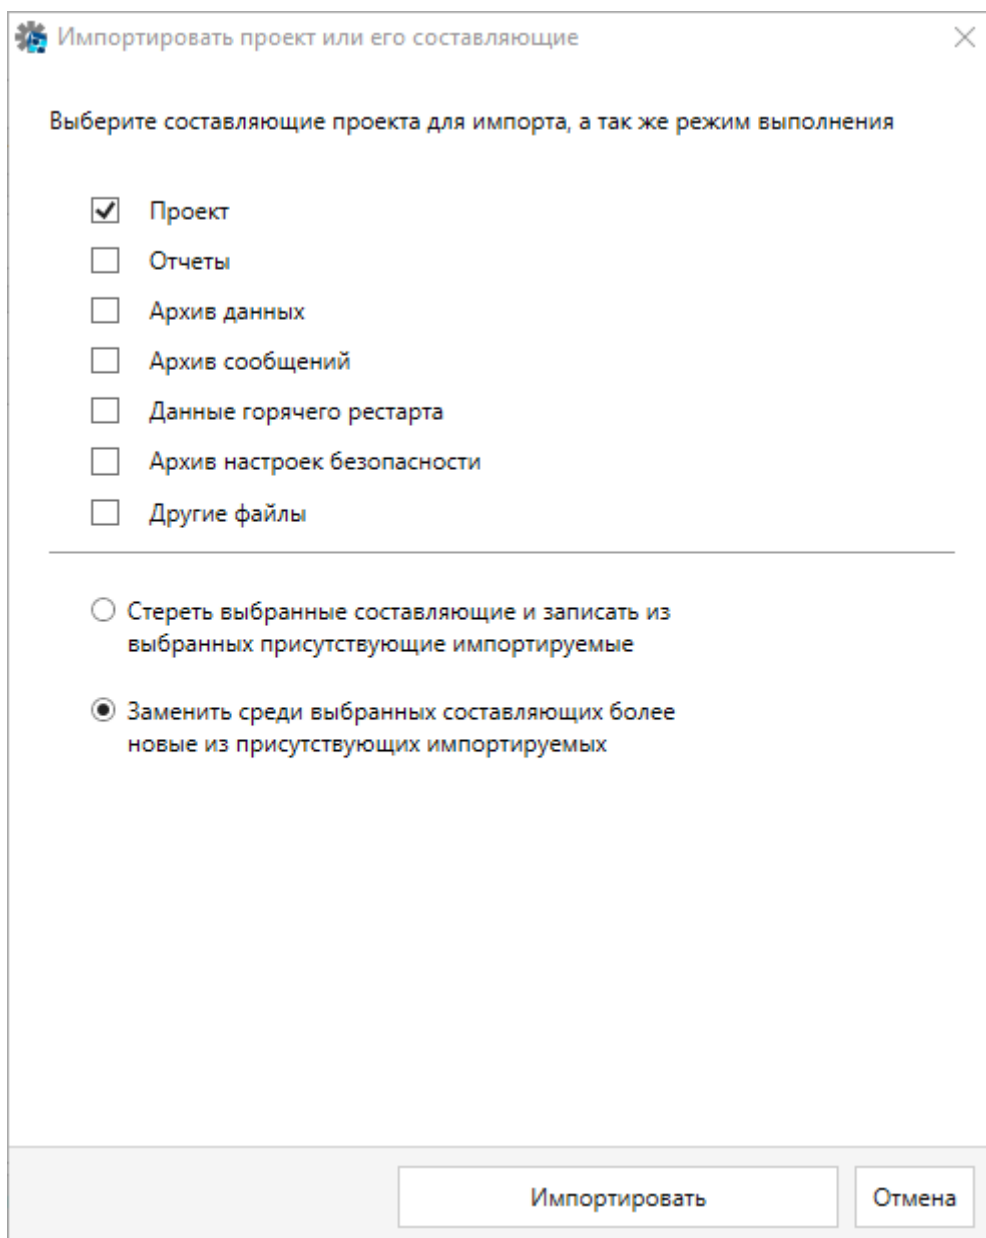 Импортировать проект или его составляющие
Выберите составляющие проекта для импорта, а так же режим выполнения
Проект
Отчеты
Архив данных
Архив сообщений
Данные горячего рестарта
Архив настроек безопасности
Другие файлы
Стереть выбранные составляющие и записать из
выбранных присутствующие импортируемые
Заменить среди выбранных составляющих более
новые из присутствующих импортируемых
Импортировать
Отмена